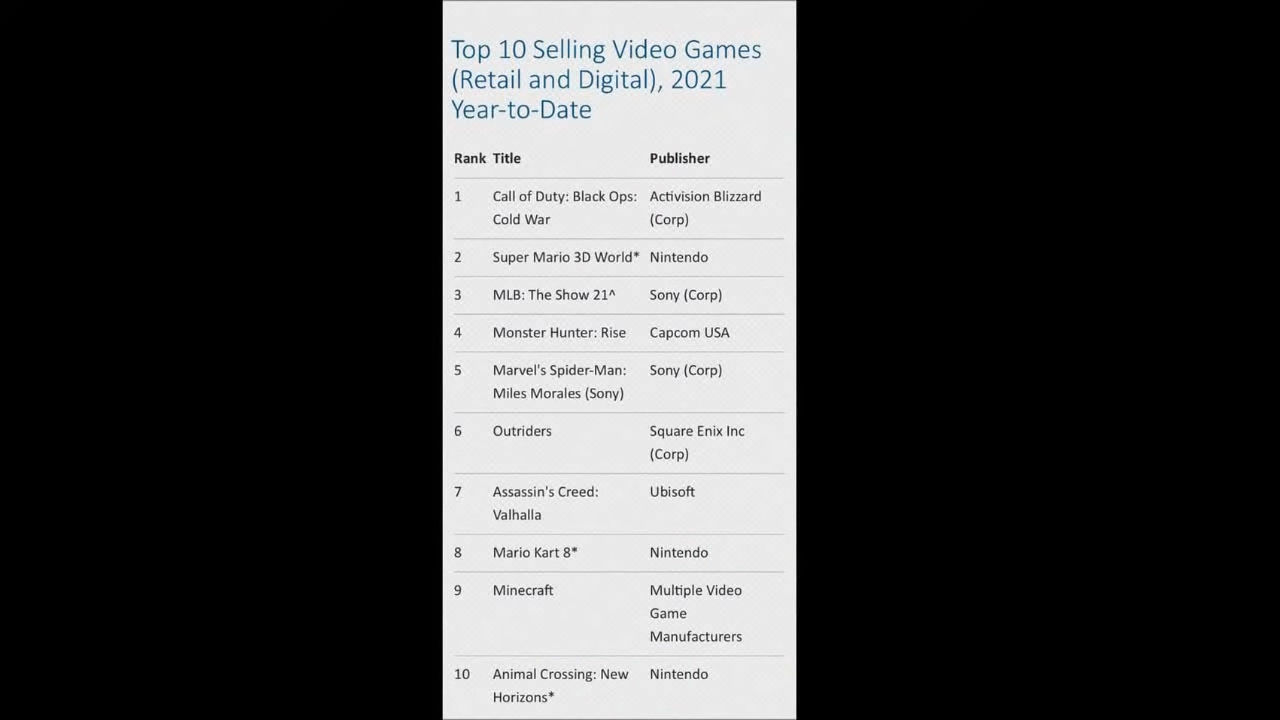 Top 10 Selling Video Games
(Retail and Digital), 2021
Year-to-Date
Rank Title Publisher
1 Call of Duty: Black Ops: Activision Blizzard
Cold War (Corp)
2 Super Mario 3D World* Nintendo
3 MLB: The Show 21^ Sony (Corp)
4 Monster Hunter: Rise Capcom USA
5 Marvel's Spider-Man: Sony (Corp)
Miles Morales (Sony)
6 Outriders Square Enix Inc
(Corp)
7 Assassin's Creed: Ubisoft
Valhalla
8 Mario Kart 8* Nintendo
9 Minecraft Multiple Video
Game
Manufacturers
10 Animal Crossing: New Nintendo
Horizons*